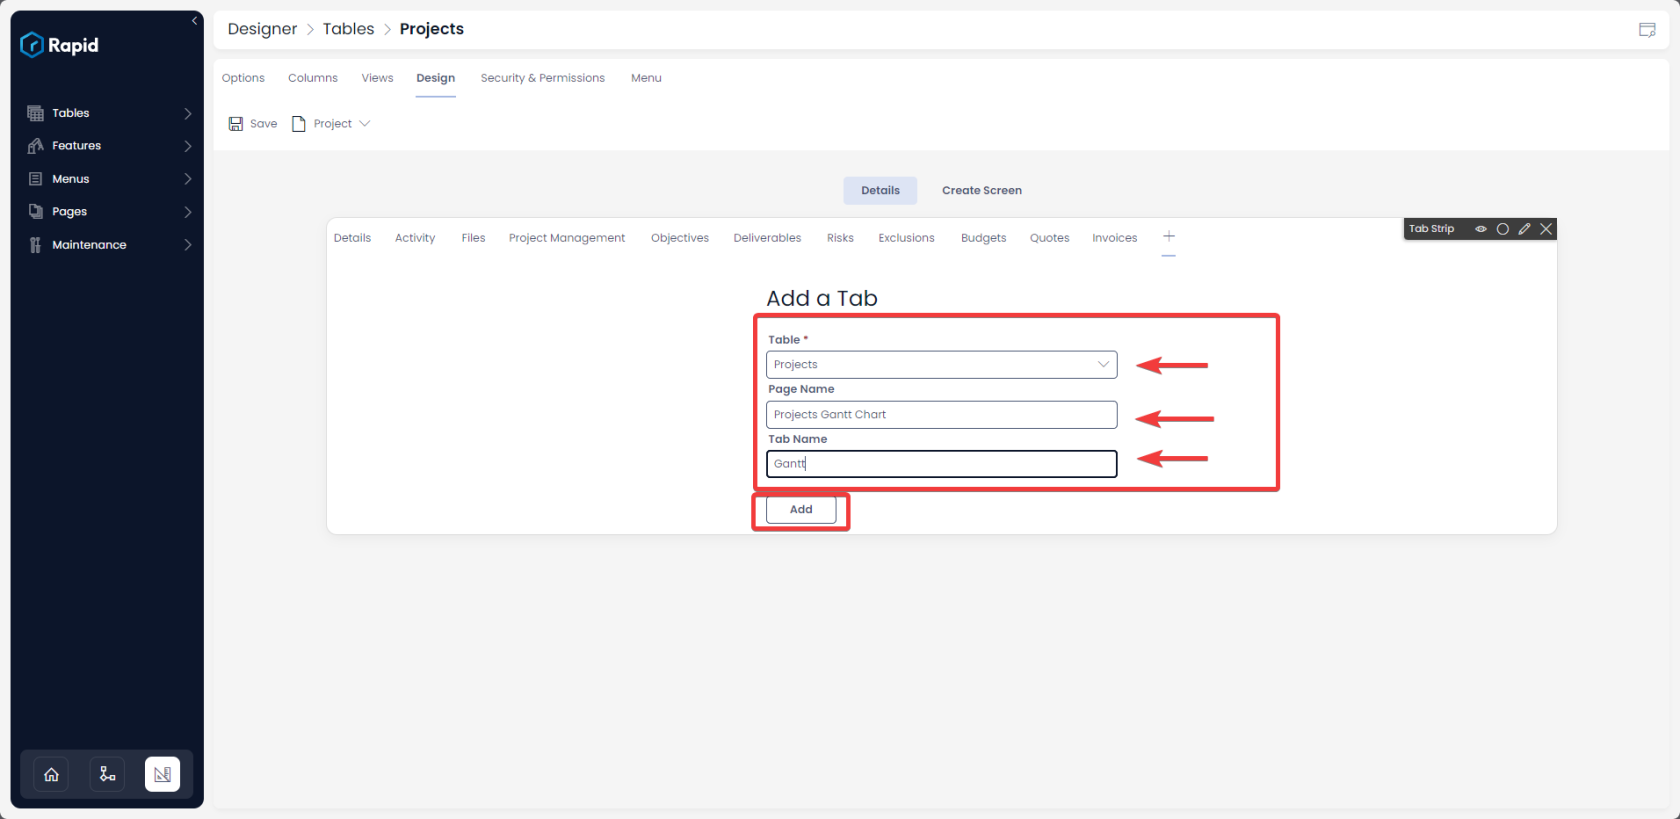 Rapid
Tables
Features
Menus
Pages
Maintenance
Designer > Tables > Projects
Options Columns Views Design Security & Permissions Menu
Save Project
Details Create Screen
Details Activity Files Project Management Objectives Deliverables Risks Exclusions Budgets Quotes Invoices +
Tab Strip
Add a Tab
Table *
Projects
Page Name
Projects Gantt Chart
Tab Name
Gantt
Add